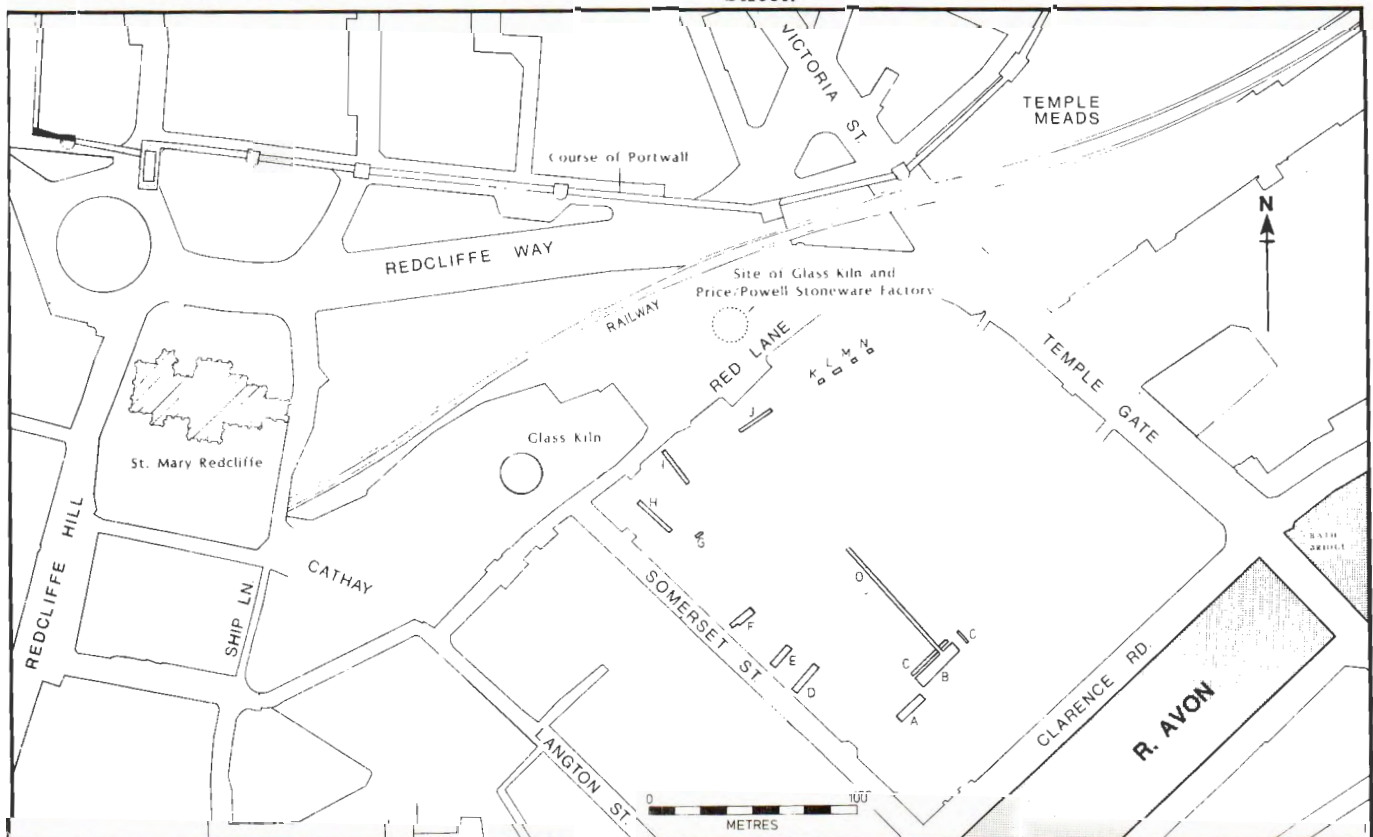 VICTORIA ST.
TEMPLE
MEADS
Course of Portwall
N
REDCLIFFE WAY
Site of Glass Kiln and
Price/Powell Stoneware Factory
RAILWAY
RED LANE
K
L
M
N
TEMPLE GATE
J
Glass Kiln
St. Mary Redcliffe
I
H
G
BATH
BRIDGE
REDCLIFFE HILL
CATHAY
SHIP LN.
SOMERSET ST.
O
F
E
D
C
C
B
A
CLARENCE RD.
R. AVON
LANGTON ST.
0
100
METRES